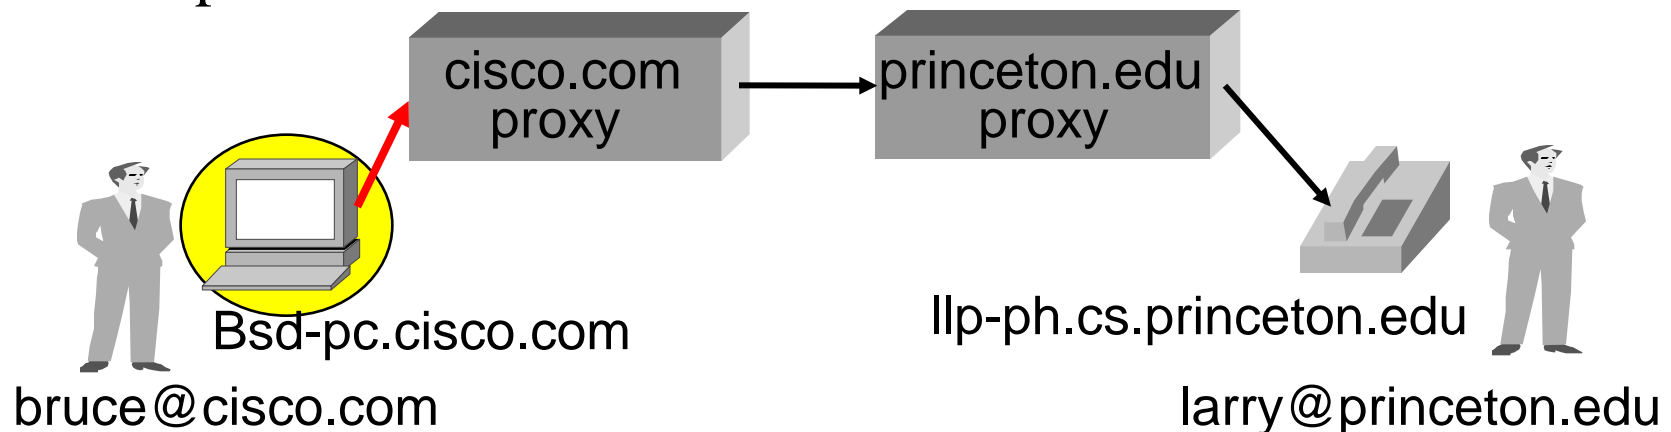 cisco.com
proxy
princeton.edu
proxy
Bsd-pc.cisco.com
llp-ph.cs.princeton.edu
bruce@cisco.com
larry@princeton.edu